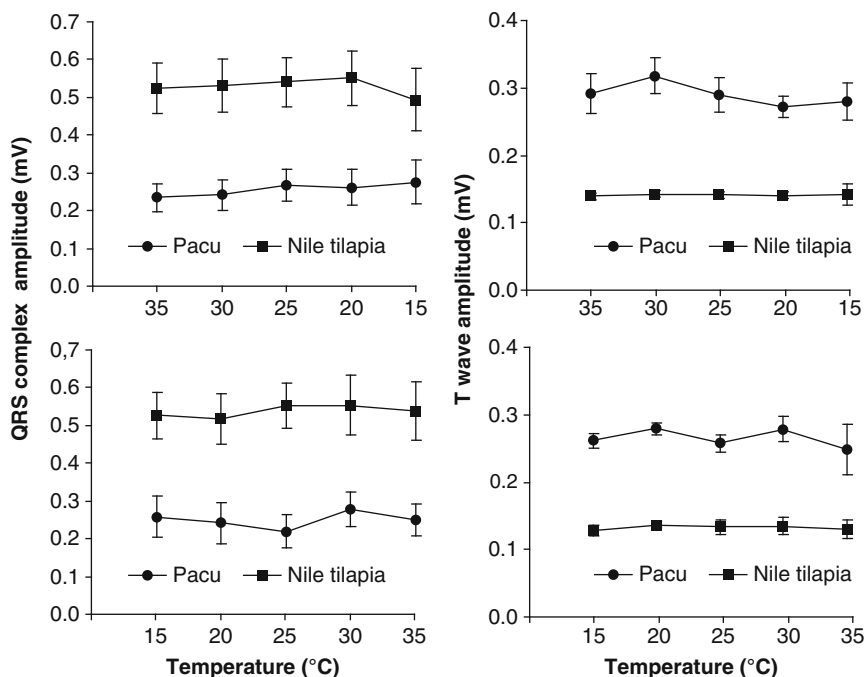 QRS complex amplitude (mV)
0.7
0.6
0.5
0.4
0.3
0.2
0.1
0.0
Pacu
Nile tilapia
35 30 25 20 15
T wave amplitude (mV)
0.4
0.3
0.2
0.1
0.0
Pacu
Nile tilapia
35 30 25 20 15
0,7
0.6
0.5
0.4
0.3
0.2
0.1
0.0
Pacu
Nile tilapia
15 20 25 30 35
Temperature (°C)
0.4
0.3
0.2
0.1
0.0
Pacu
Nile tilapia
15 20 25 30 35
Temperature (°C)